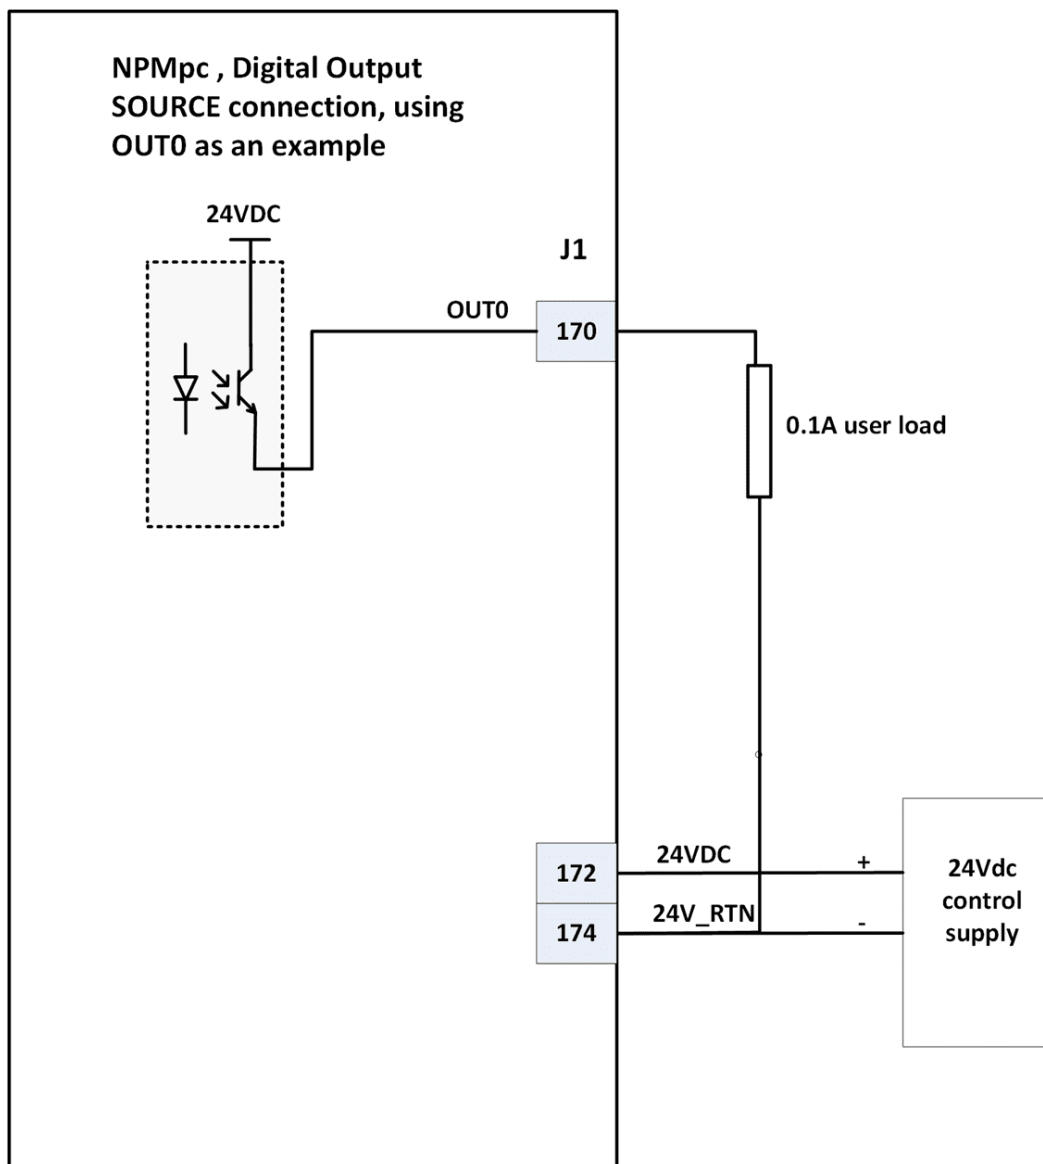 NPMpc , Digital Output
SOURCE connection, using
OUT0 as an example
24VDC
J1
OUT0
170
0.1A user load
172
24VDC
+
24Vdc
control
supply
174
24V_RTN
-